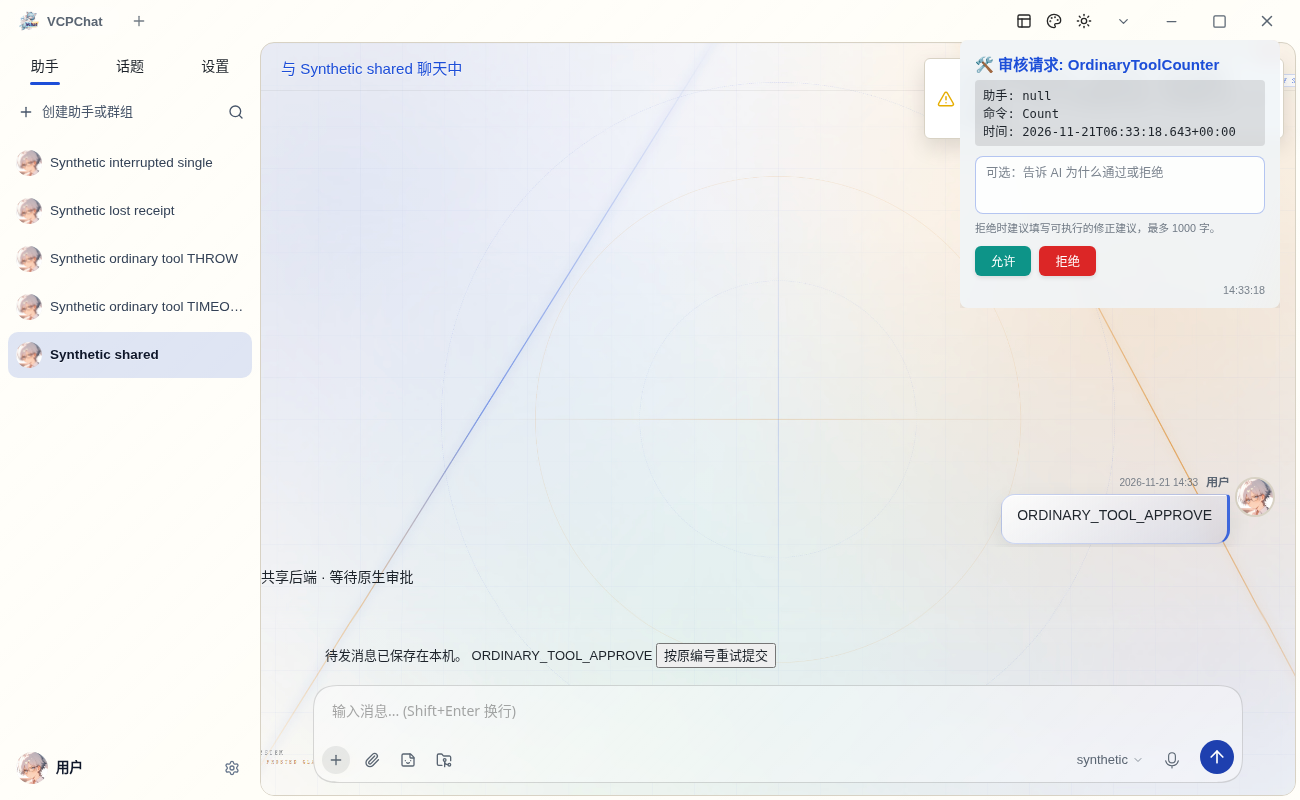 VCPChat
助手
话题
设置
创建助手或群组
Synthetic interrupted single
Synthetic lost receipt
Synthetic ordinary tool THROW
Synthetic ordinary tool TIMEO…
Synthetic shared
用户
与 Synthetic shared 聊天中
🛠️ 审核请求: OrdinaryToolCounter
助手: null
命令: Count
时间: 2026-11-21T06:33:18.643+00:00
可选：告诉 AI 为什么通过或拒绝
拒绝时建议填写可执行的修正建议，最多 1000 字。
允许
拒绝
14:33:18
2026-11-21 14:33 用户
ORDINARY_TOOL_APPROVE
共享后端 · 等待原生审批
待发消息已保存在本机。 ORDINARY_TOOL_APPROVE 按原编号重试提交
输入消息... (Shift+Enter 换行)
synthetic